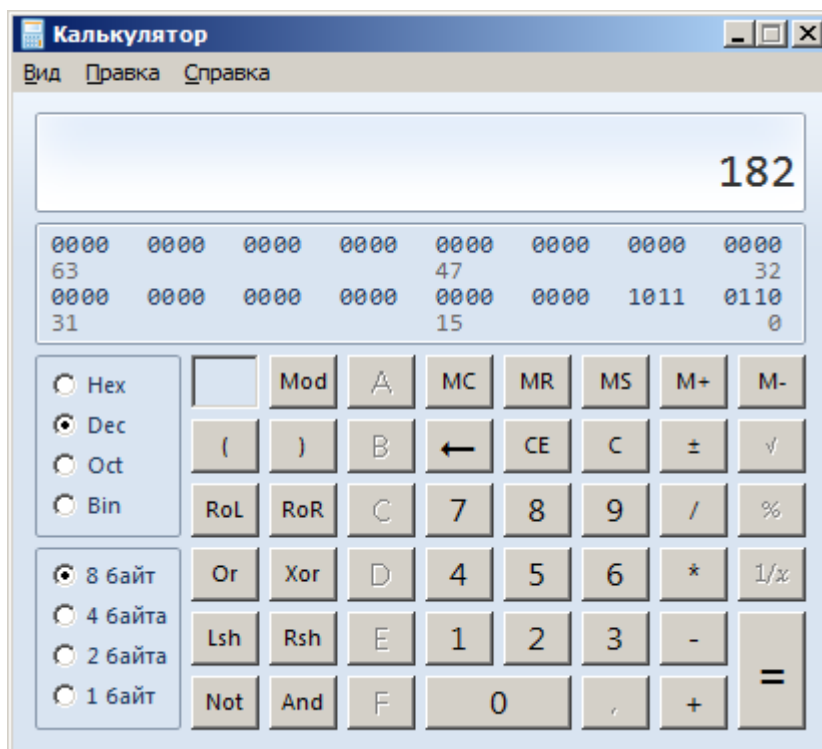 Калькулятор
Вид Правка Справка
182
0000 0000 0000 0000 0000 0000 0000 0000
63 47 32
0000 0000 0000 0000 0000 0000 1011 0110
31 15 0
Hex Mod A MC MR MS M+ M-
Dec ( ) B ← CE C ± √
Oct
Bin RoL RoR C 7 8 9 / %
8 байт Or Xor D 4 5 6 * 1/x
4 байта
2 байта Lsh Rsh E 1 2 3 - =
1 байт Not And F 0 , +